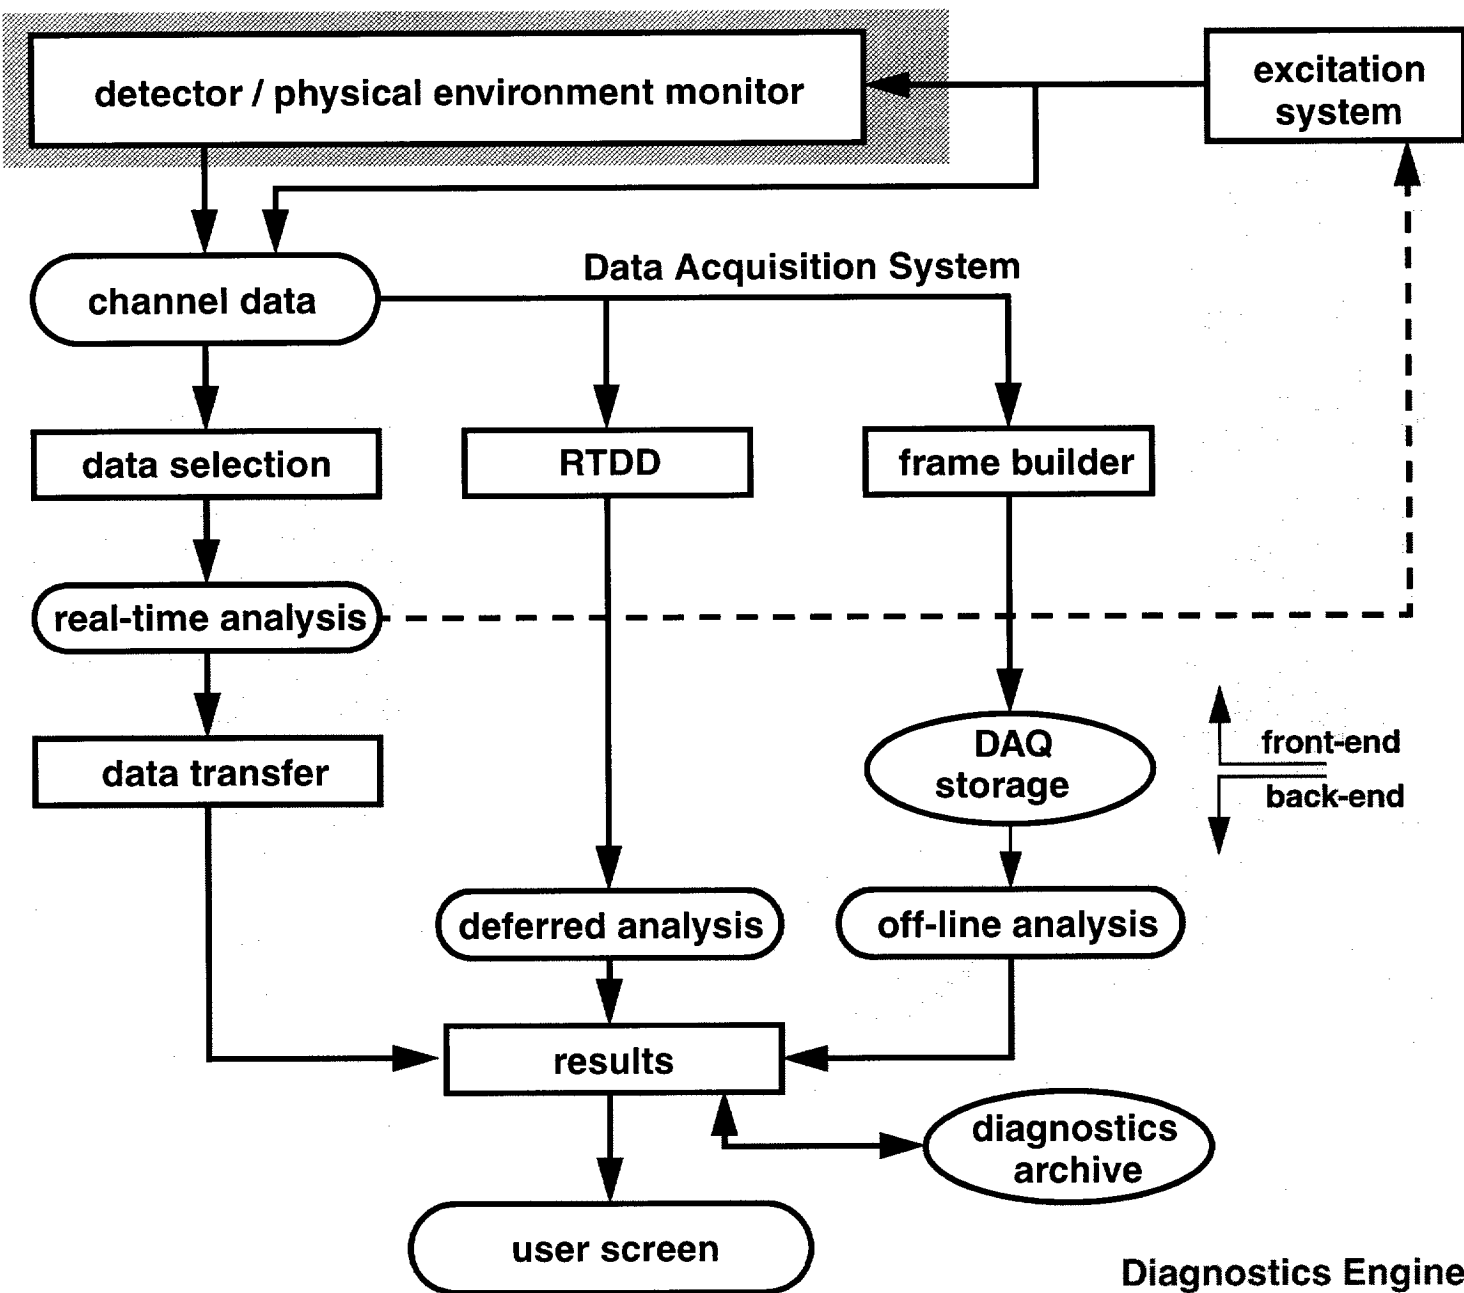 detector / physical environment monitor
excitation
system
Data Acquisition System
channel data
data selection
RTDD
frame builder
real-time analysis
data transfer
DAQ
storage
front-end
back-end
deferred analysis
off-line analysis
results
diagnostics
archive
user screen
Diagnostics Engine